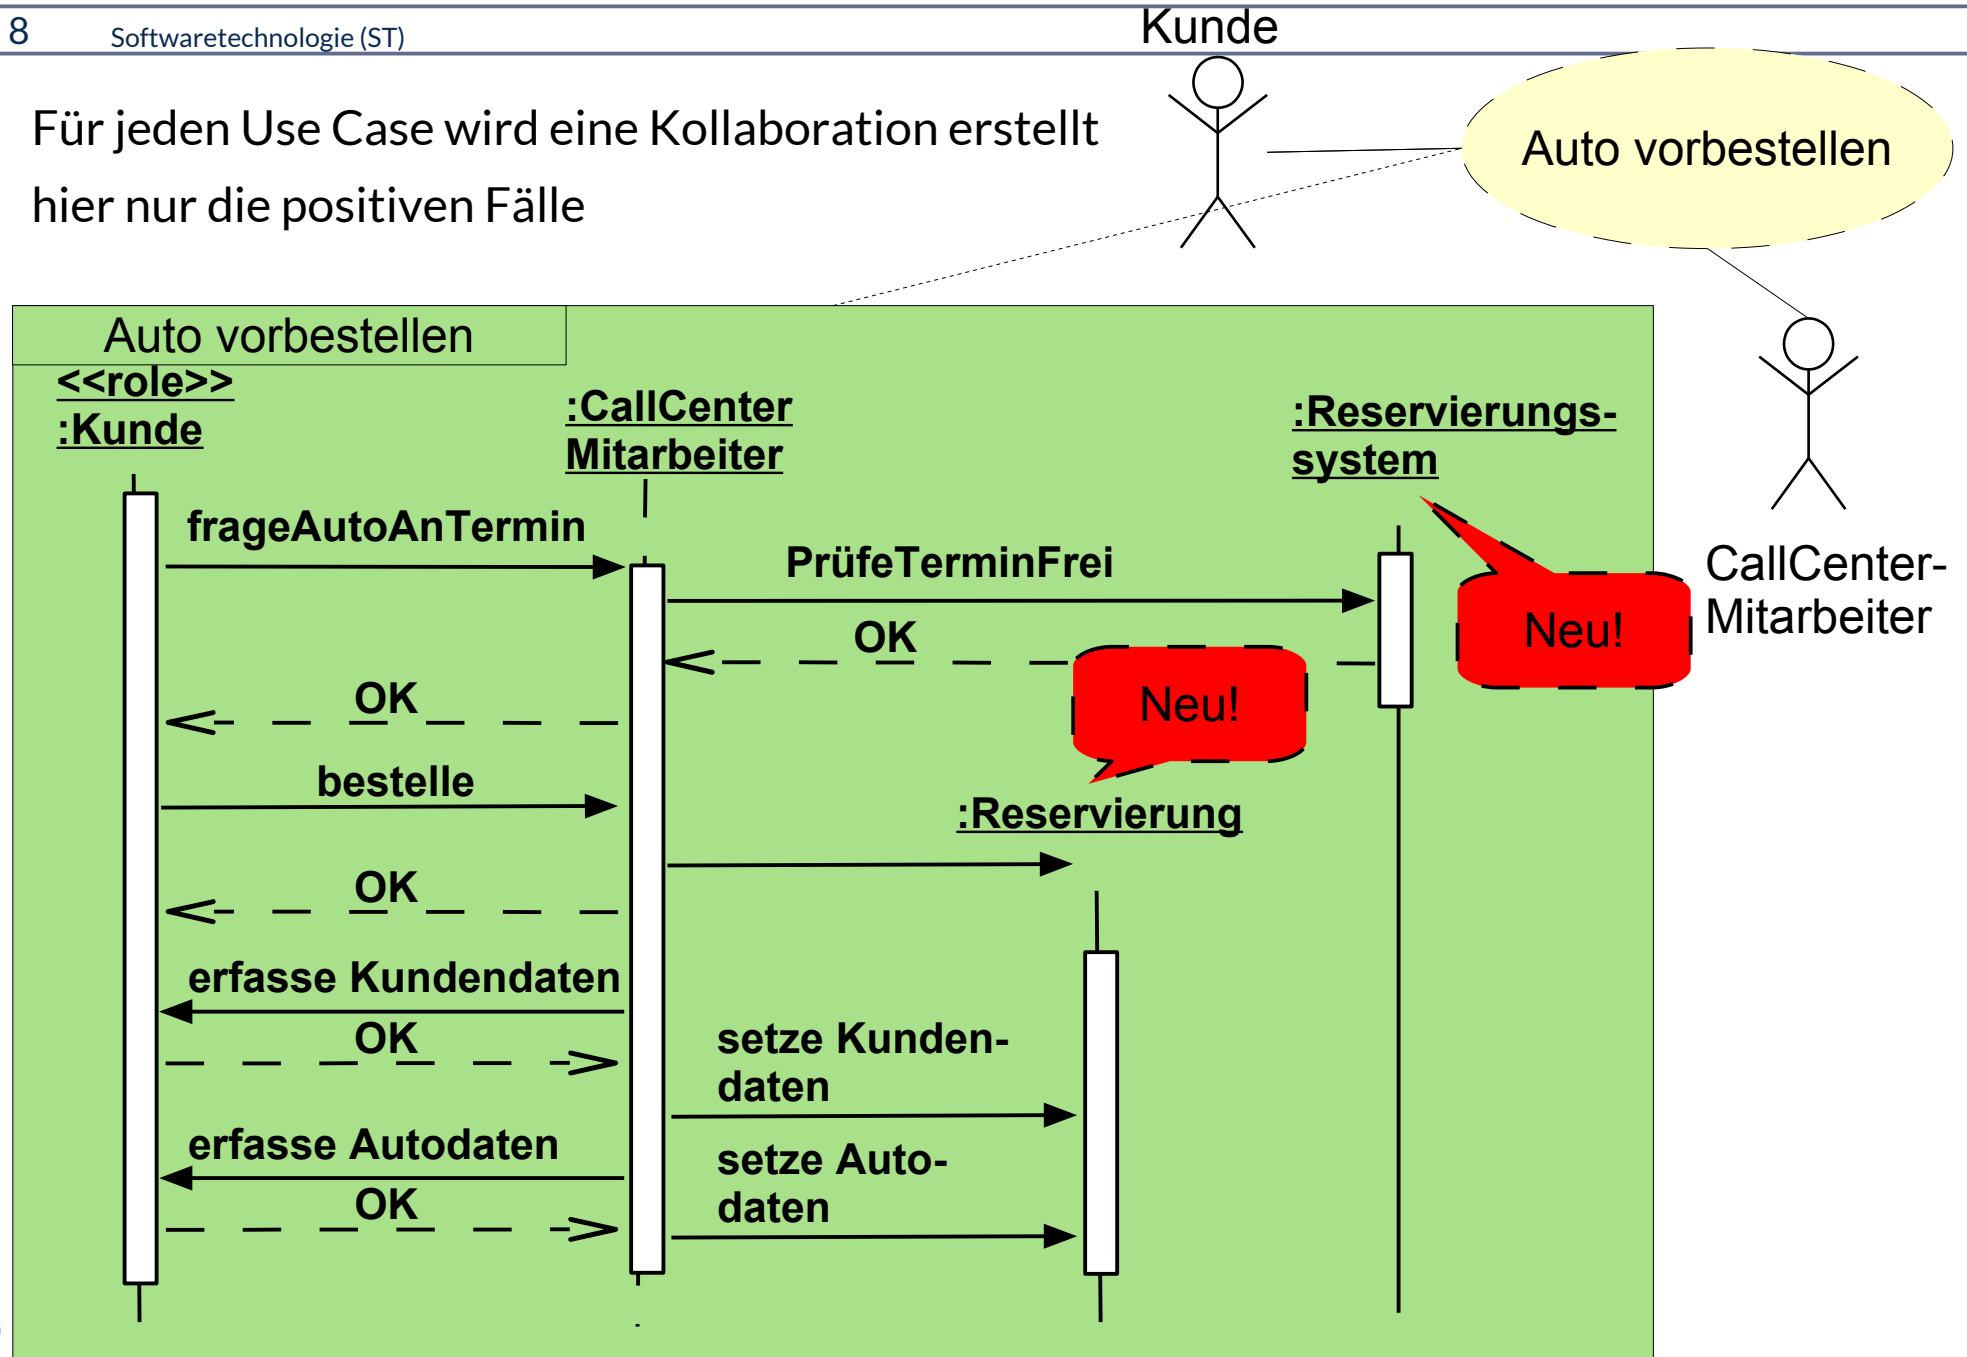 8
Softwaretechnologie (ST)
Kunde
Für jeden Use Case wird eine Kollaboration erstellt
hier nur die positiven Fälle
Auto vorbestellen
Auto vorbestellen
<<role>>
:Kunde
:CallCenter
Mitarbeiter
:Reservierungs-
system
CallCenter-
Mitarbeiter
frageAutoAnTermin
PrüfeTerminFrei
Neu!
OK
OK
Neu!
bestelle
:Reservierung
OK
erfasse Kundendaten
OK
setze Kunden-
daten
erfasse Autodaten
OK
setze Auto-
daten